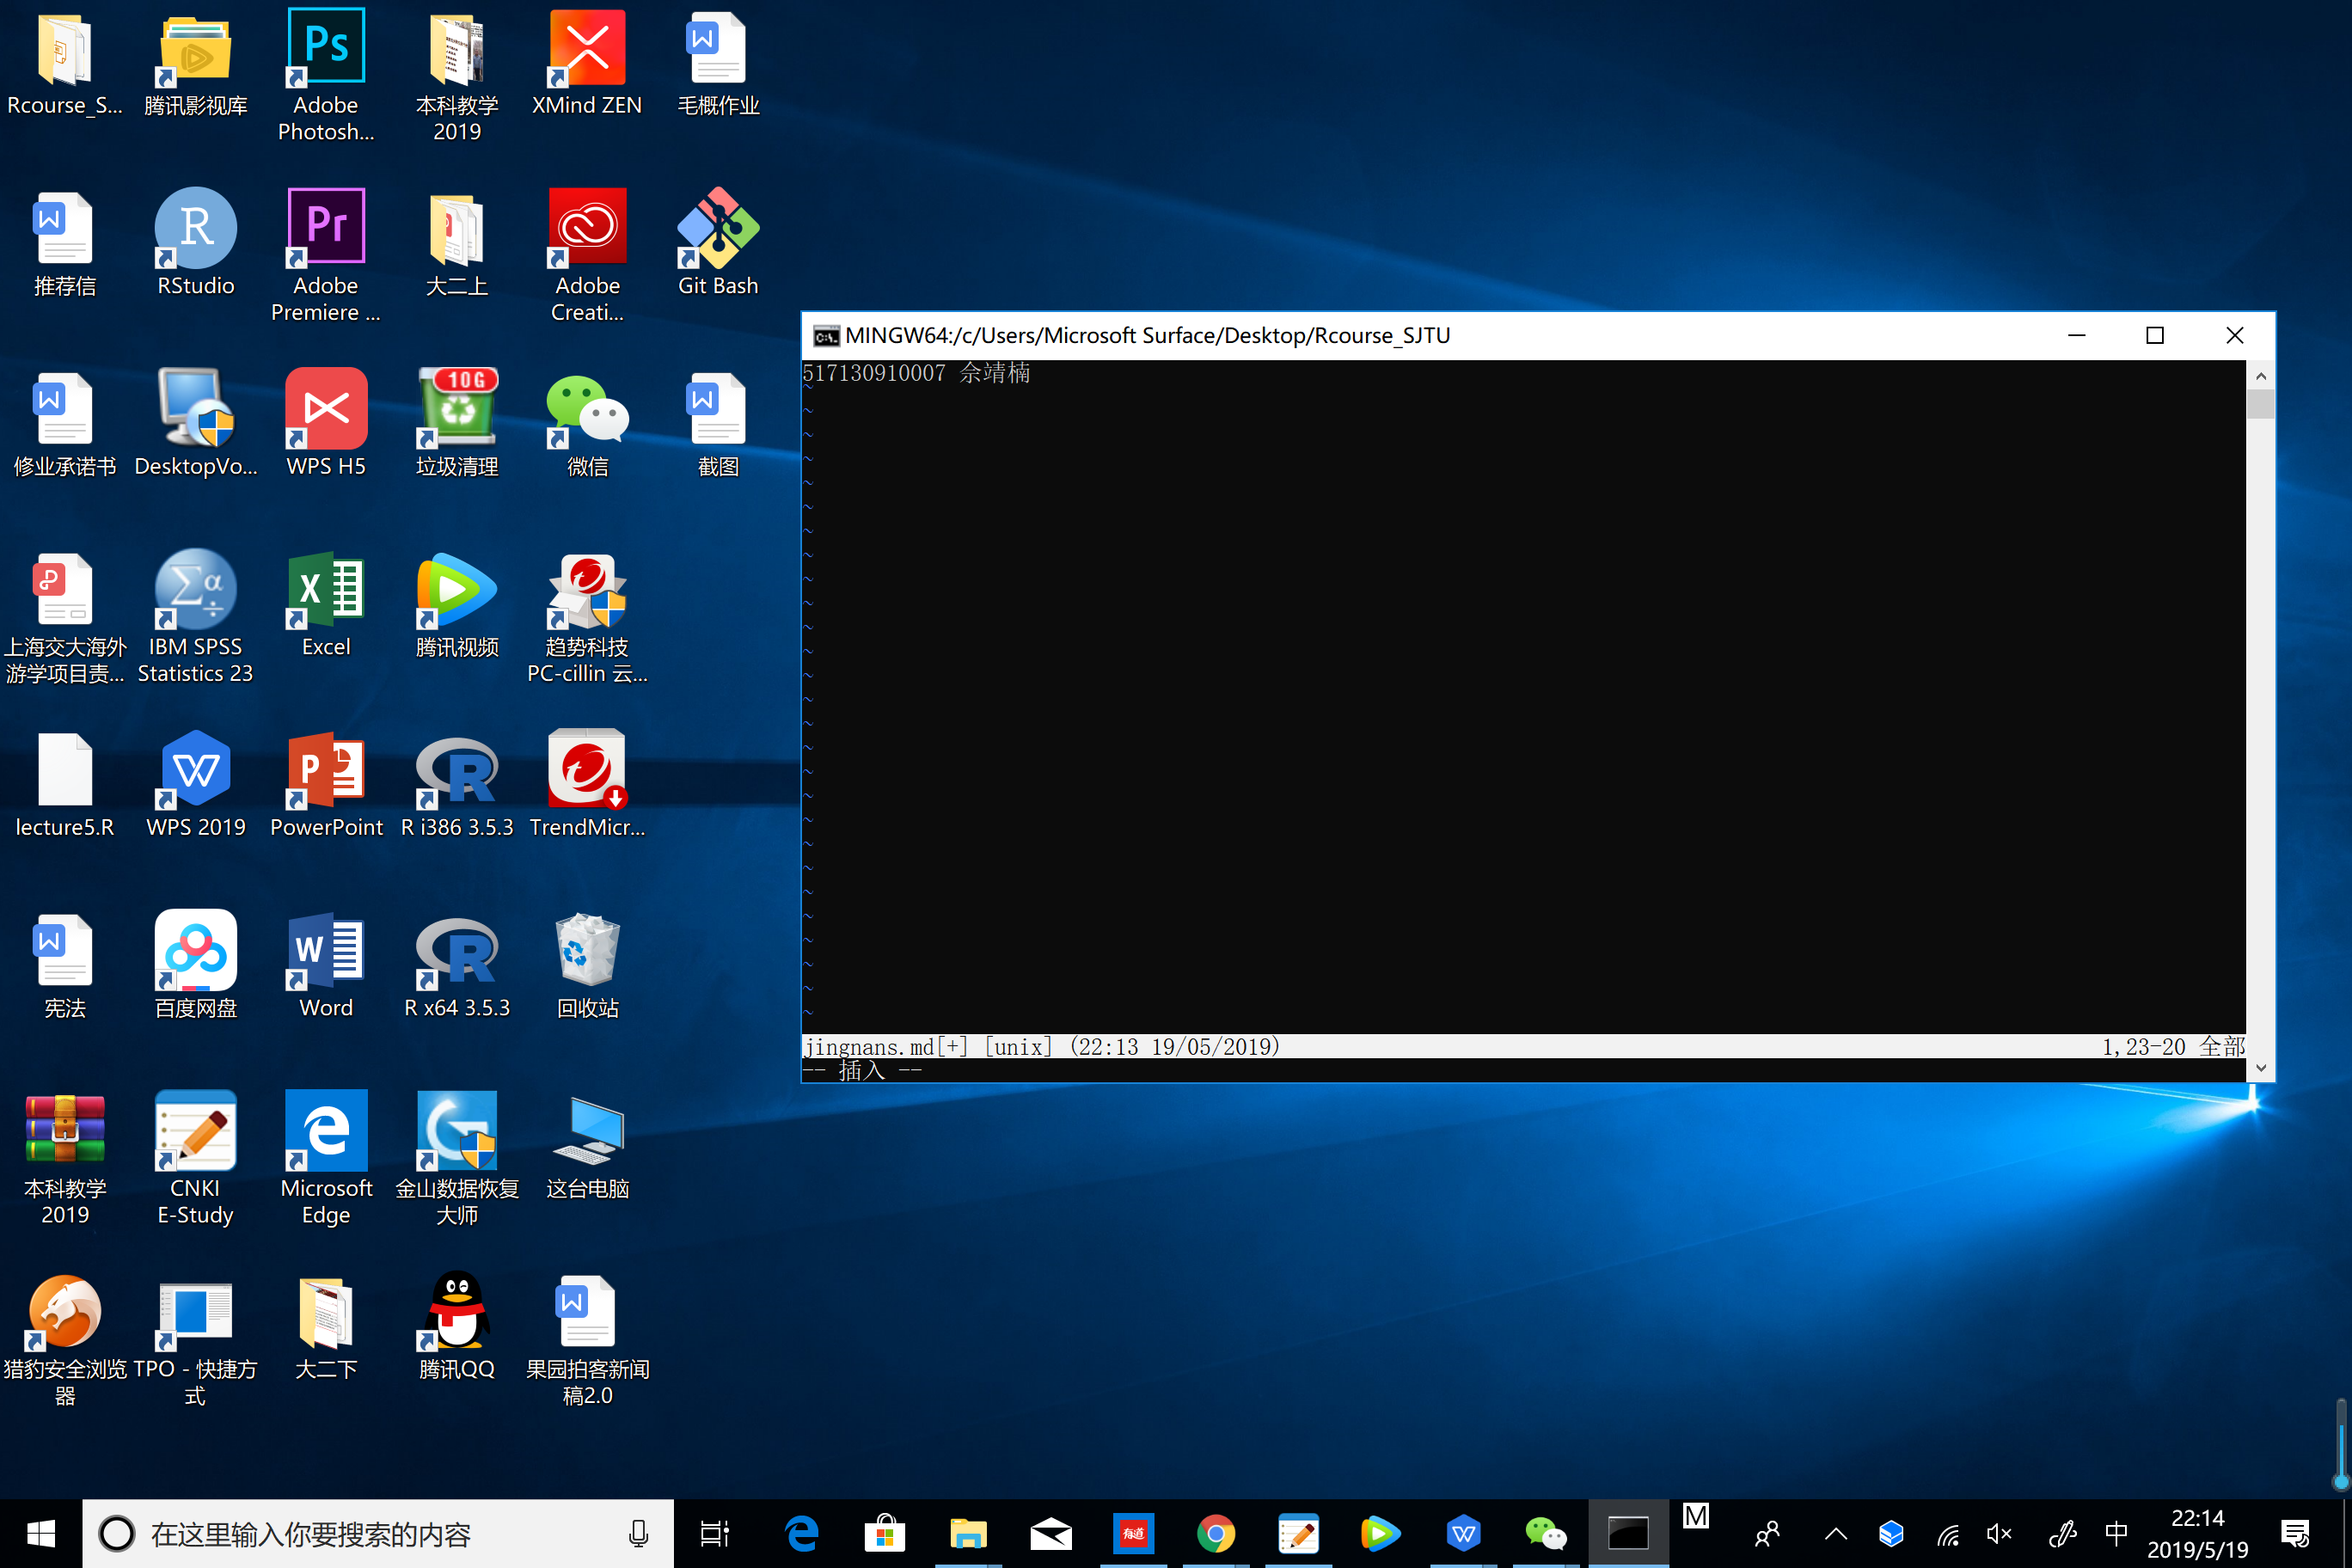 Rcourse_S...
腾讯影视库
Adobe
Photosh...
本科教学
2019
XMind ZEN
毛概作业
推荐信
RStudio
Adobe
Premiere ...
大二上
Adobe
Creati...
Git Bash
修业承诺书
DesktopVo...
WPS H5
10G
垃圾清理
微信
截图
上海交大海外
游学项目责...
IBM SPSS
Statistics 23
Excel
腾讯视频
趋势科技
PC-cillin 云...
lecture5.R
WPS 2019
PowerPoint
R i386 3.5.3
TrendMicr...
宪法
百度网盘
Word
R x64 3.5.3
回收站
本科教学
2019
CNKI
E-Study
Microsoft
Edge
金山数据恢复
大师
这台电脑
猎豹安全浏览
器
TPO - 快捷方
式
大二下
腾讯QQ
果园拍客新闻
稿2.0
MINGW64:/c/Users/Microsoft Surface/Desktop/Rcourse_SJTU
517130910007 佘靖楠
jingnans.md[+] [unix] (22:13 19/05/2019)
1,23-20 全部
-- 插入 --
在这里输入你要搜索的内容
有道
M
中
22:14
2019/5/19